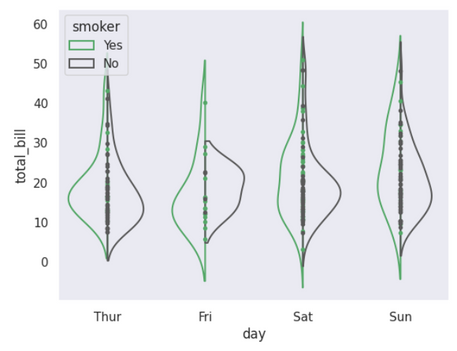 smoker
Yes
No
60
50
40
30
20
10
0
total_bill
Thur Fri Sat Sun
day